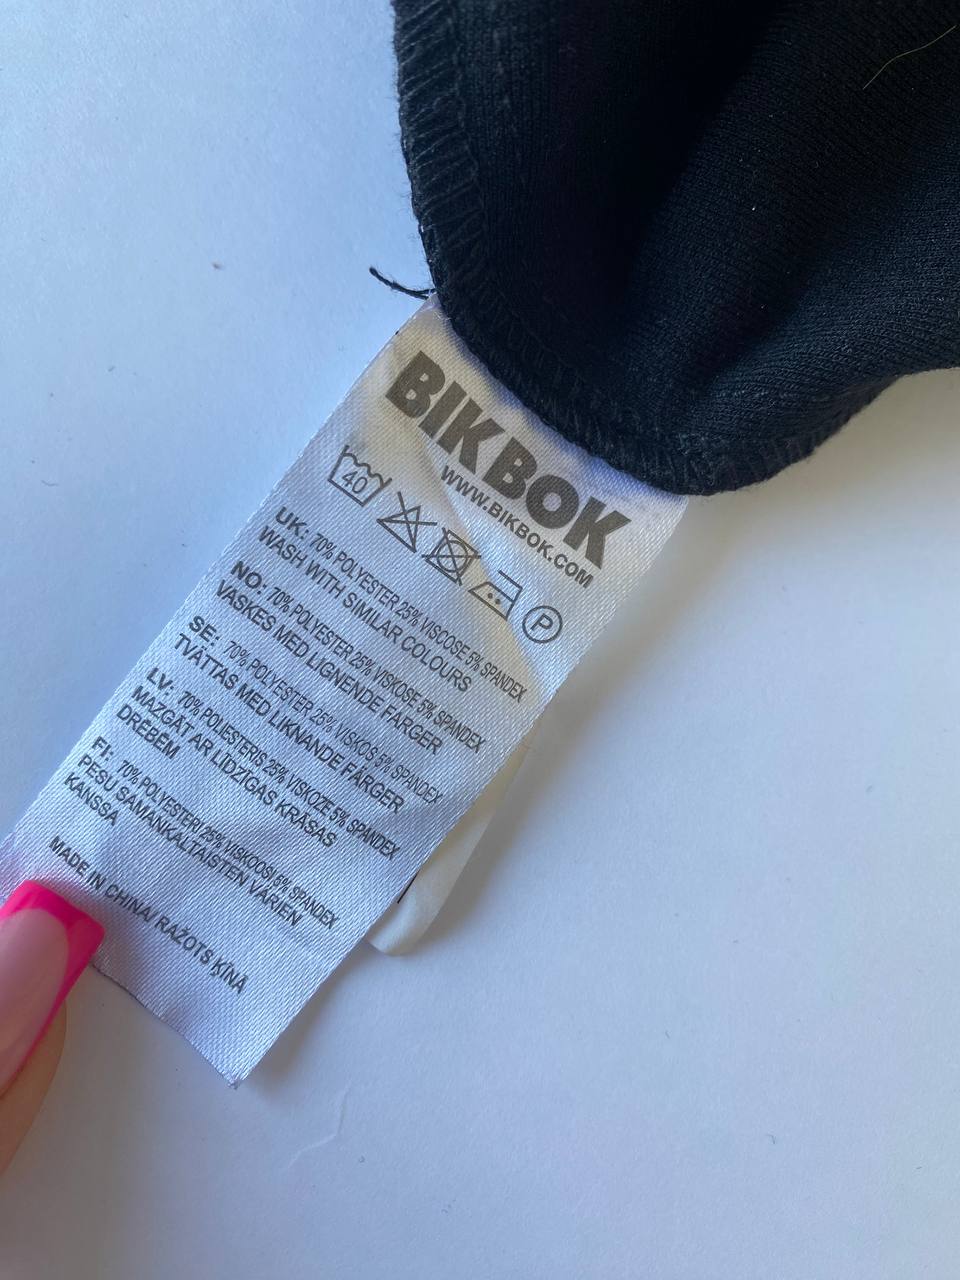 BIKBOK
WWW.BIKBOK.COM
40
P
UK: 70% POLYESTER 25% VISCOSE 5% SPANDEX
WASH WITH SIMILAR COLOURS
NO: 70% POLYESTER 25% VISKOSE 5% SPANDEX
VASKES MED LIGNENDE FARGER
SE: 70% POLYESTER 25% VISKOS 5% SPANDEX
TVÄTTAS MED LIKNANDE FÄRGER
LV: 70% POLIESTERIS 25% VISKOZE 5% SPANDEX
MAZGĀT AR LĪDZĪGAS KRĀSAS
DRĒBĒM
FI: 70% POLYESTERI 25% VISKOOSI 5% SPANDEX
PESU SAMANKALTAISTEN VÄRIEN
KANSSA
MADE IN CHINA/ RAŽOTS ĶĪNĀ